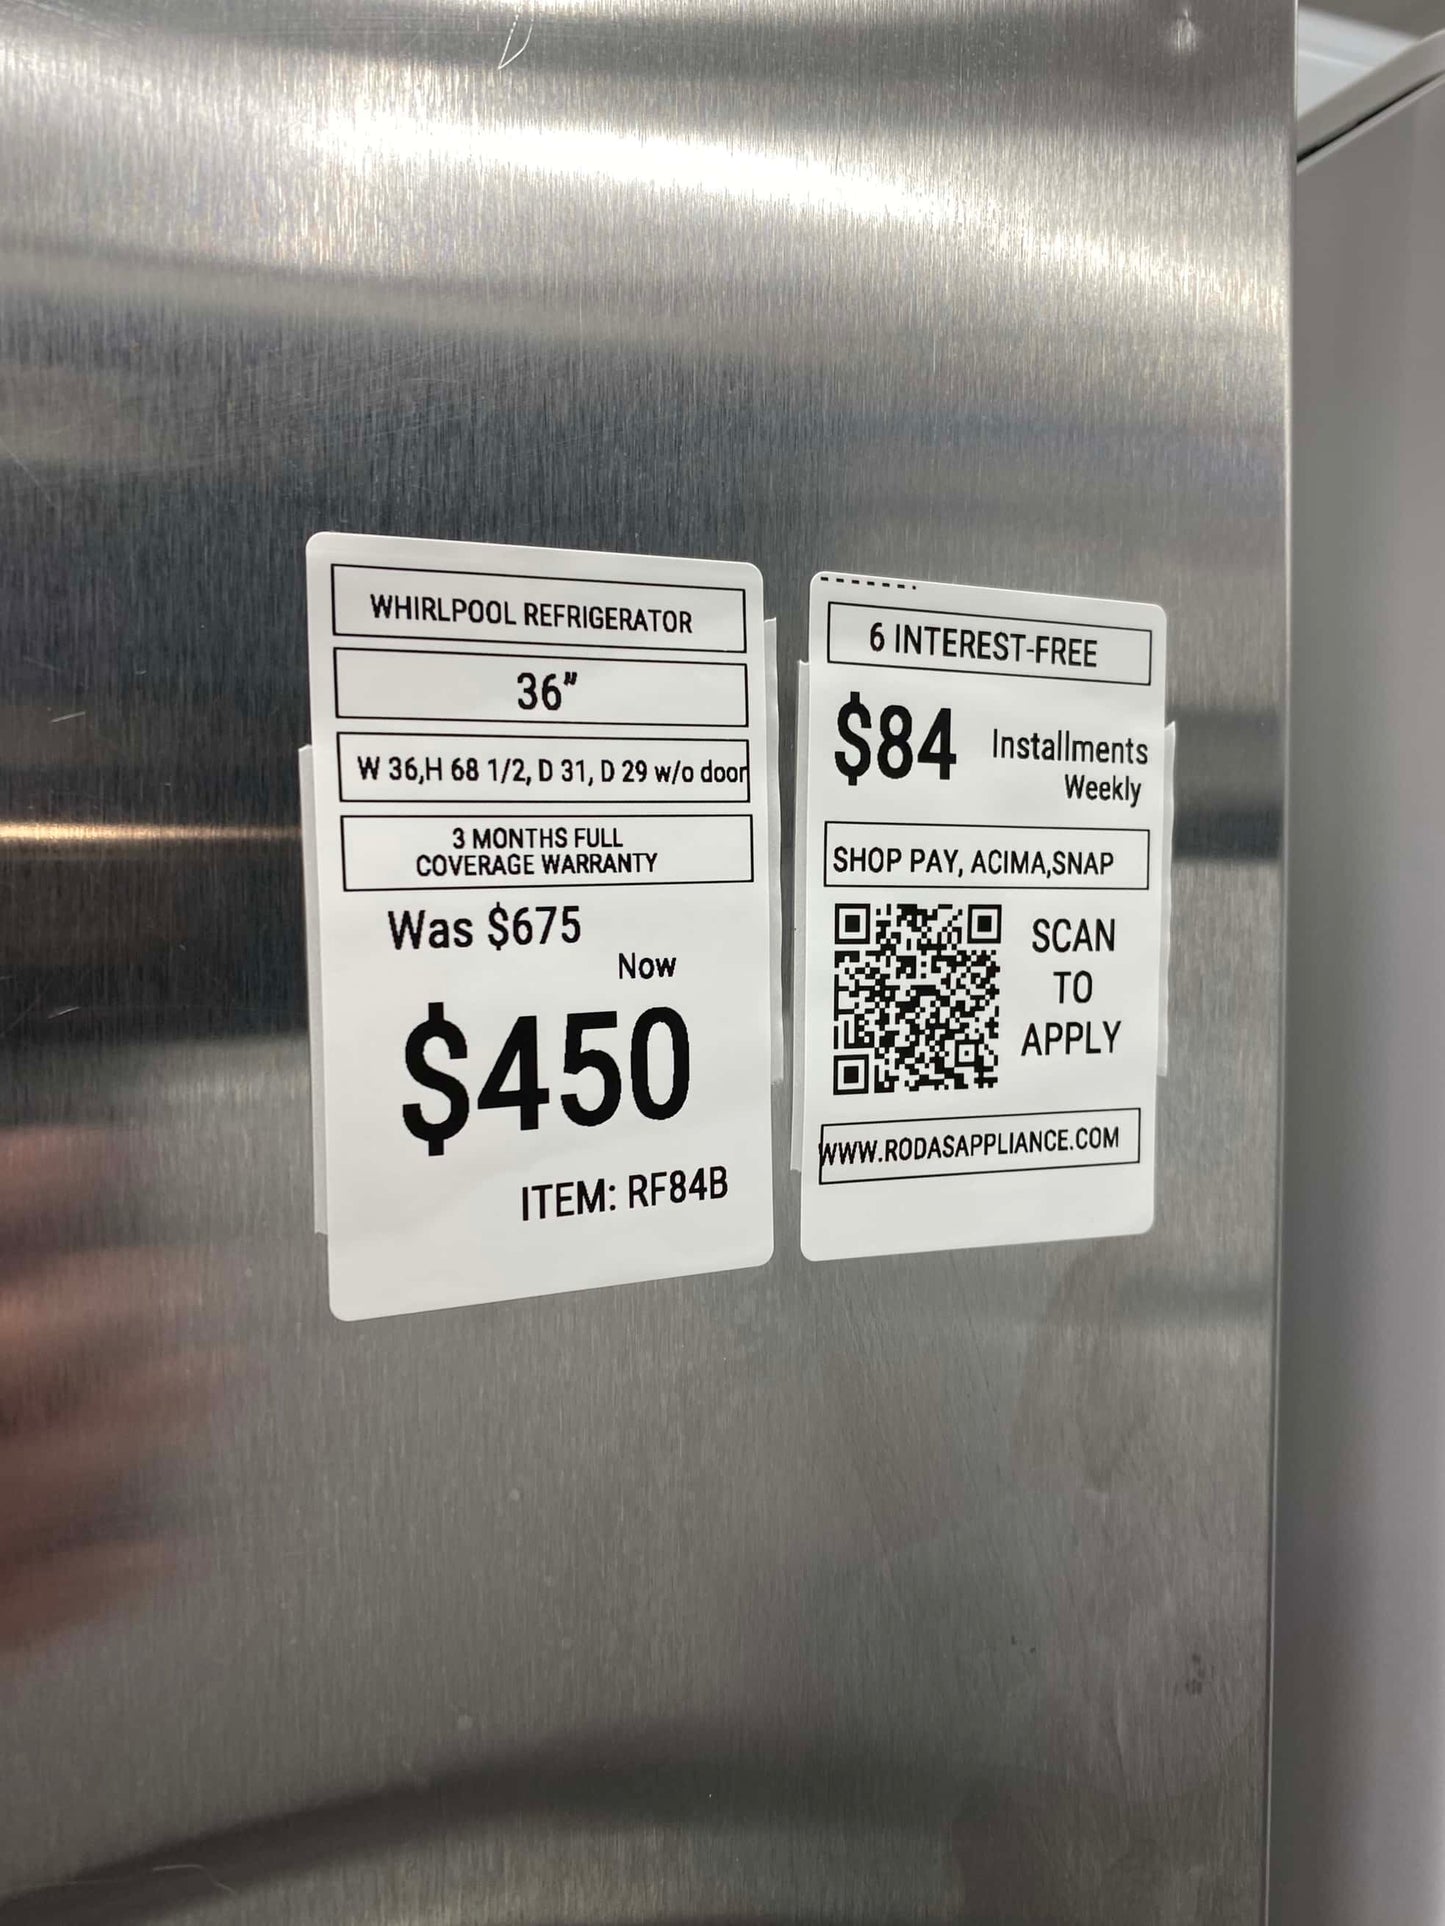 WHIRLPOOL REFRIGERATOR
36"
W 36,H 68 1/2, D 31, D 29 w/o door
3 MONTHS FULL
COVERAGE WARRANTY
Was $675
Now
$450
ITEM: RF84B
6 INTEREST-FREE
$84 Installments
Weekly
SHOP PAY, ACIMA,SNAP
SCAN
TO
APPLY
WWW.RODASAPPLIANCE.COM